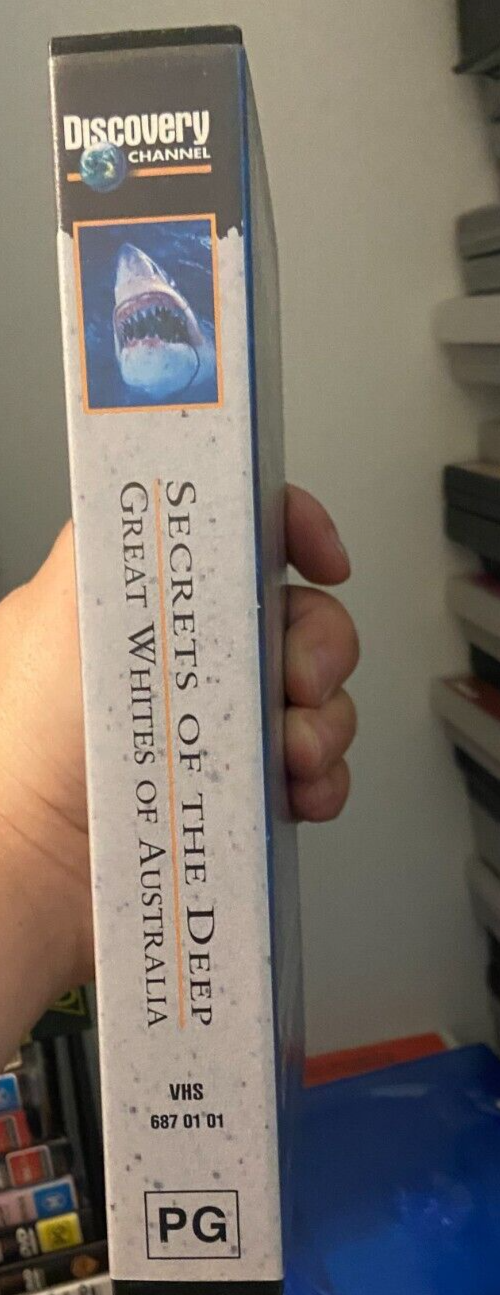 Discovery
CHANNEL
SECRETS OF THE DEEP
GREAT WHITES OF AUSTRALIA
VHS
687 01 01
PG